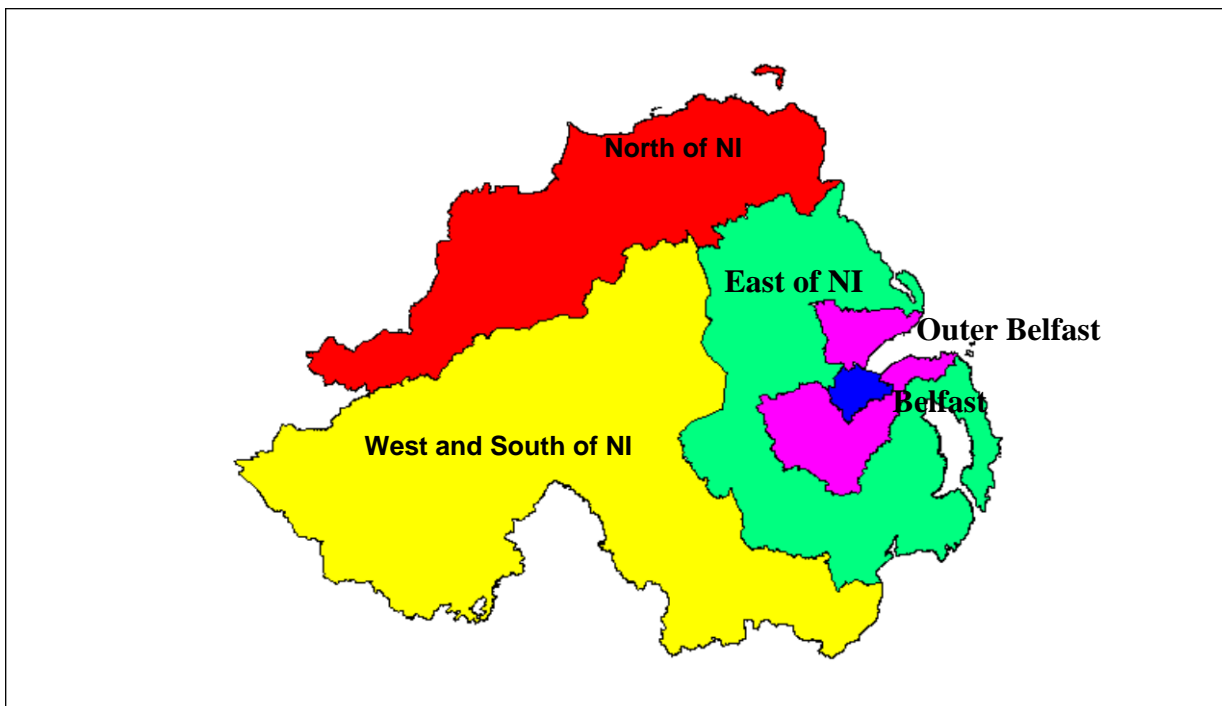 North of NI
East of NI
Outer Belfast
Belfast
West and South of NI